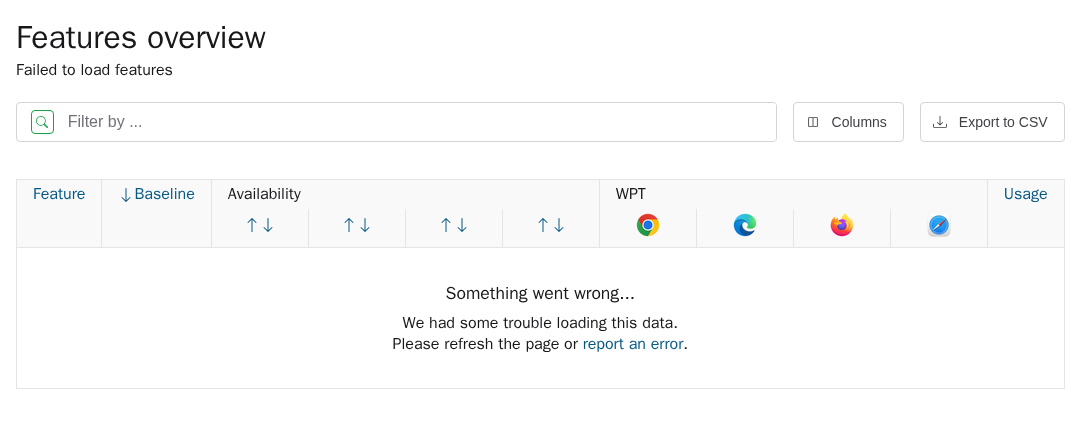 Features overview
Failed to load features
Filter by ...
Columns
Export to CSV
Feature
Baseline
Availability
WPT
Usage
Something went wrong...
We had some trouble loading this data.
Please refresh the page or report an error.